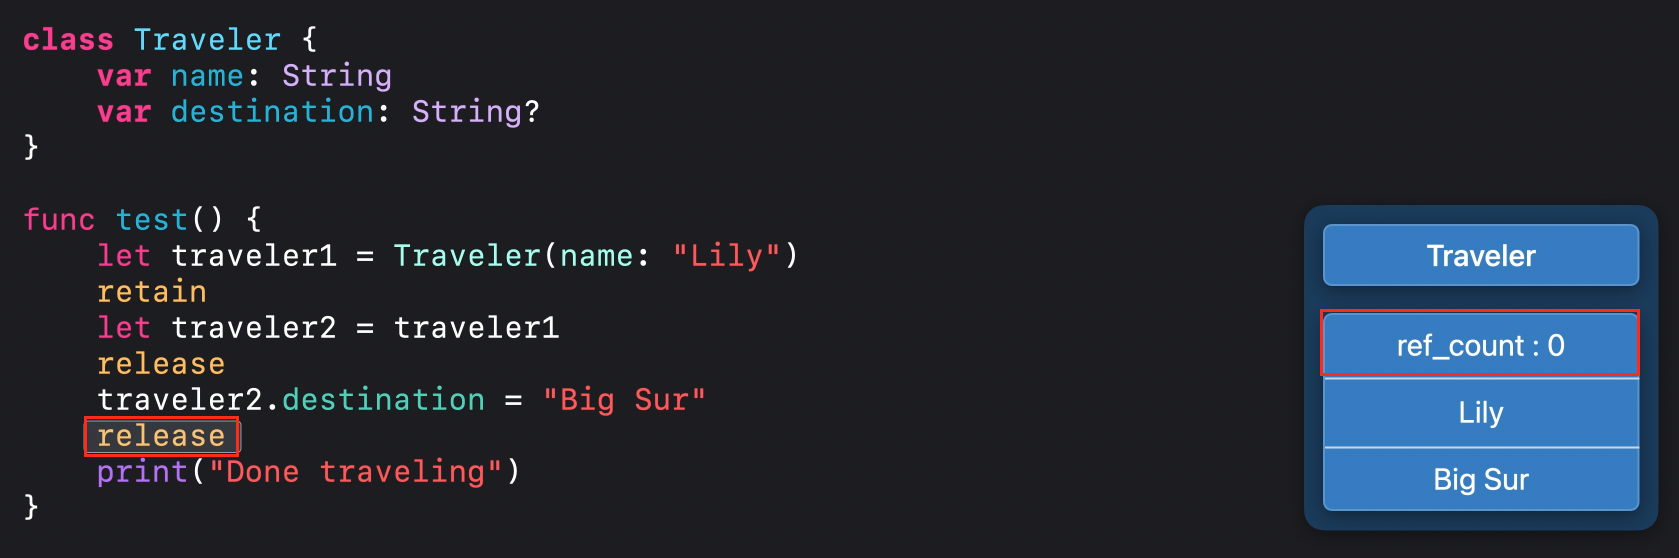 class Traveler {
    var name: String
    var destination: String?
}
func test() {
    let traveler1 = Traveler(name: "Lily")
    retain
    let traveler2 = traveler1
    release
    traveler2.destination = "Big Sur"
    release
    print("Done traveling")
}
Traveler
ref_count : 0
Lily
Big Sur